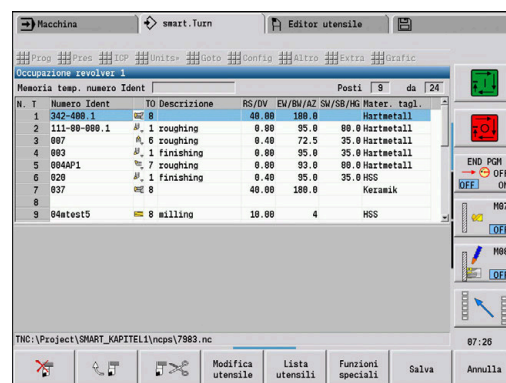 Macchina smart.Turn Editor utensile
Prog Pres ICP Units» Goto Config Altro Extra Grafic
Occupazione revolver 1
Memoria temp. numero Ident Posti 9 da 24
N. T Numero Ident TO Descrizione RS/DV EW/BW/AZ SW/SB/HG Mater. tagl.
1 342-400.1 8 40.00 180.0 Hartmetall
2 111-80-080.1 1 roughing 0.80 95.0 80.0 Hartmetall
3 007 6 roughing 0.40 72.5 35.0 Hartmetall
4 003 1 finishing 0.80 95.0 35.0 Hartmetall
5 004AP1 7 roughing 0.80 93.0 80.0 Hartmetall
6 020 1 finishing 0.40 95.0 35.0 HSS
7 037 8 40.00 180.0 Keramik
8
9 04mtest5 8 milling 10.00 4 HSS
END PGM
OFF
OFF ON
M07
OFF
M08
OFF
TNC:\Project\SMART_KAPITEL1\ncps\7983.nc 07:26
Modifica utensile
Lista utensili
Funzioni speciali
Salva
Annulla